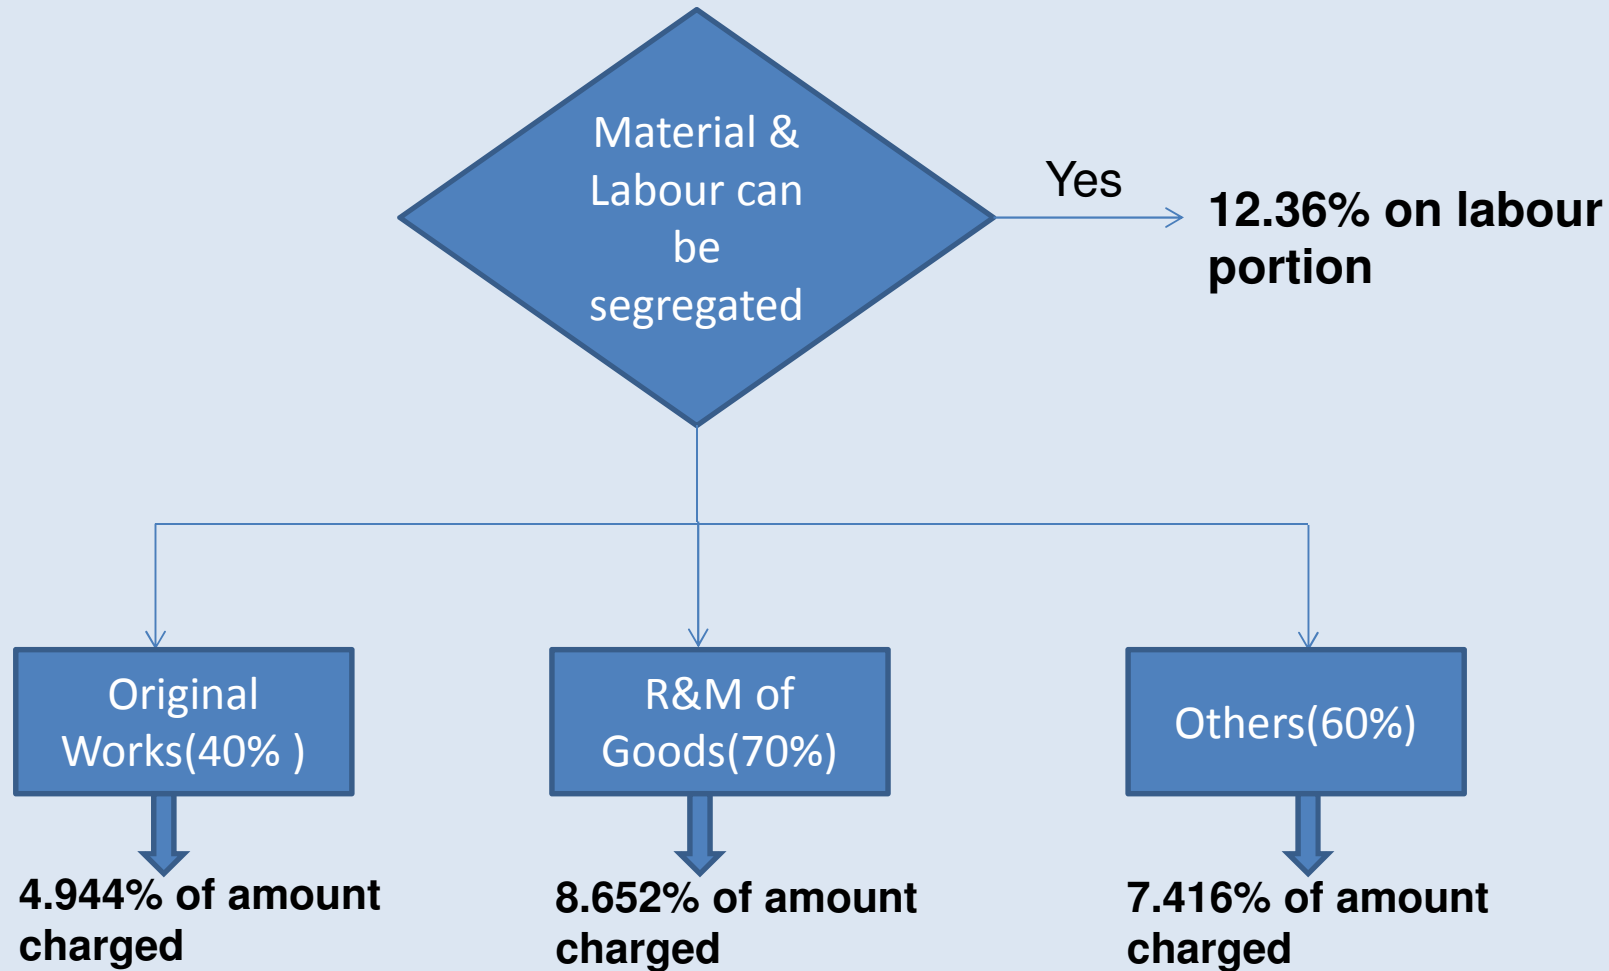 Material &
Labour can
be
segregated
Yes
12.36% on labour
portion
Original
Works(40% )
R&M of
Goods(70%)
Others(60%)
4.944% of amount
charged
8.652% of amount
charged
7.416% of amount
charged